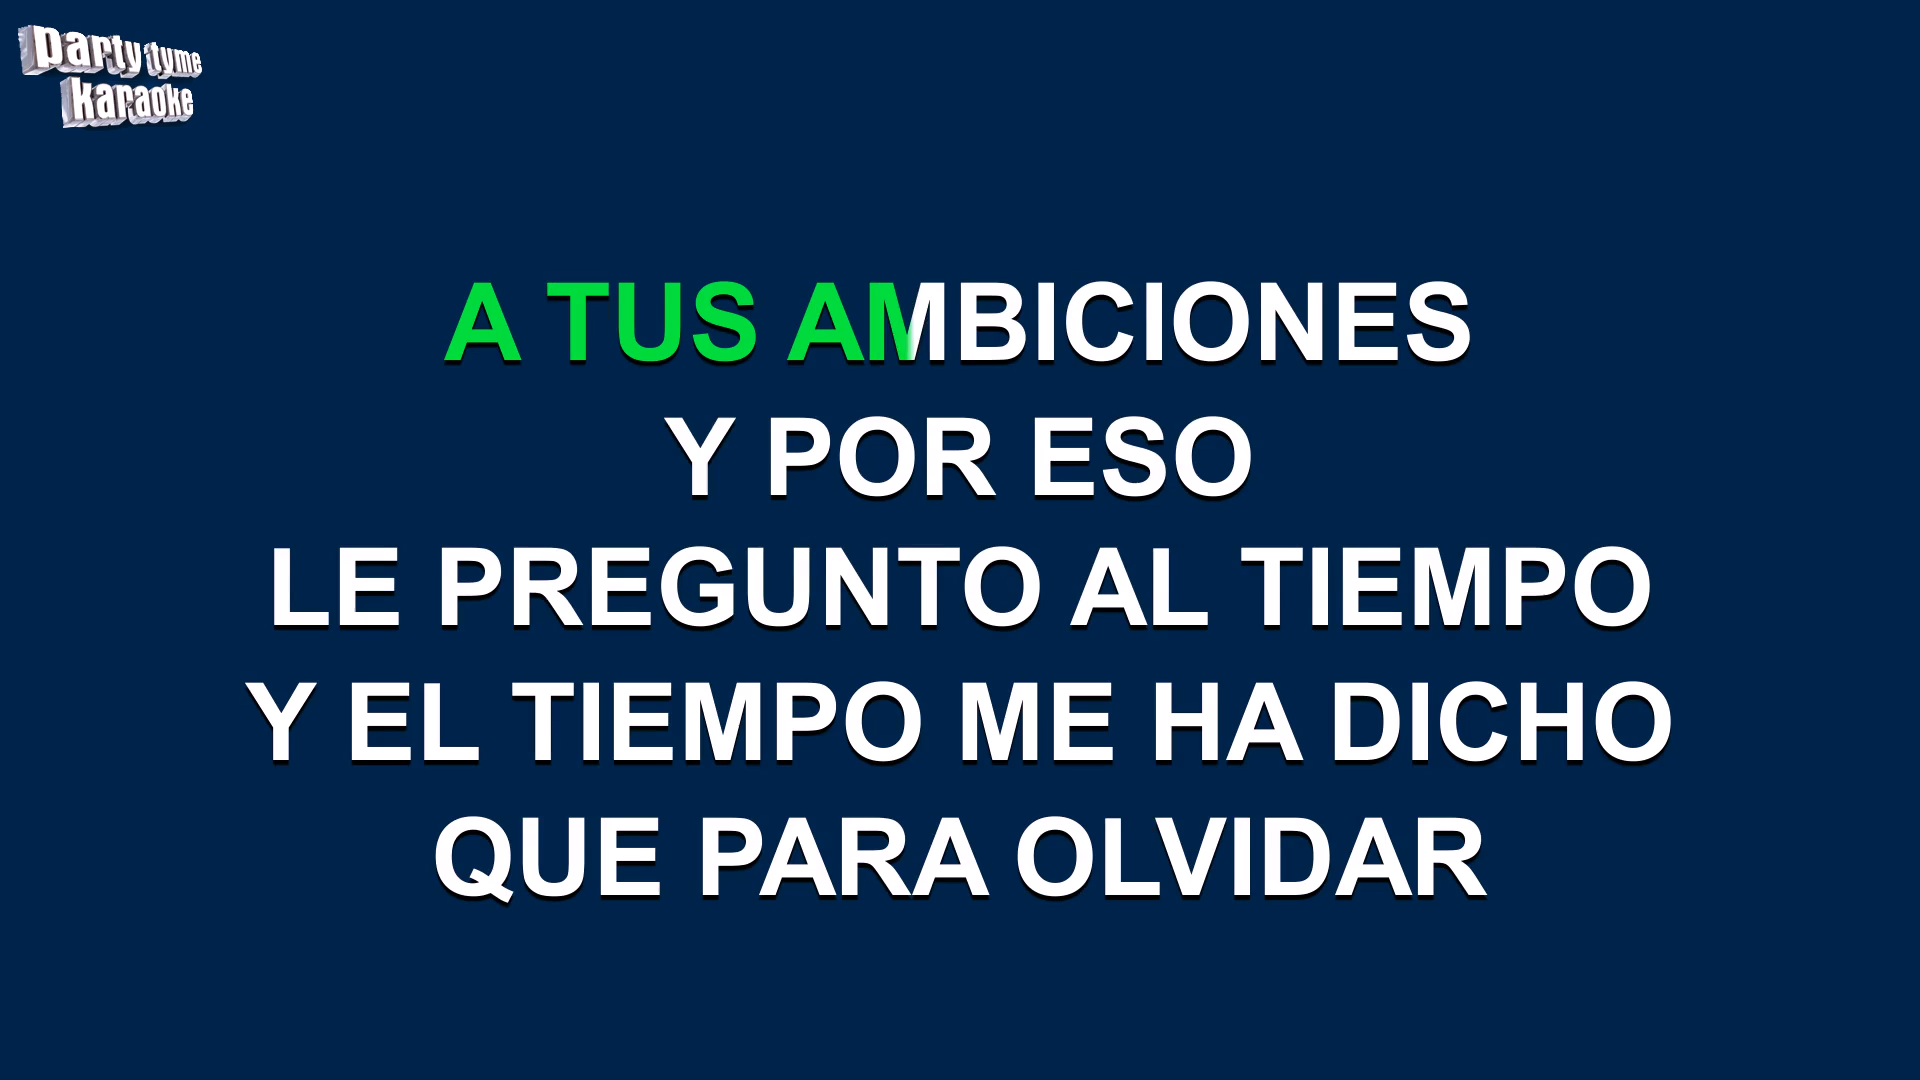 party tyme
karaoke
A TUS AMBICIONES
Y POR ESO
LE PREGUNTO AL TIEMPO
Y EL TIEMPO ME HA DICHO
QUE PARA OLVIDAR